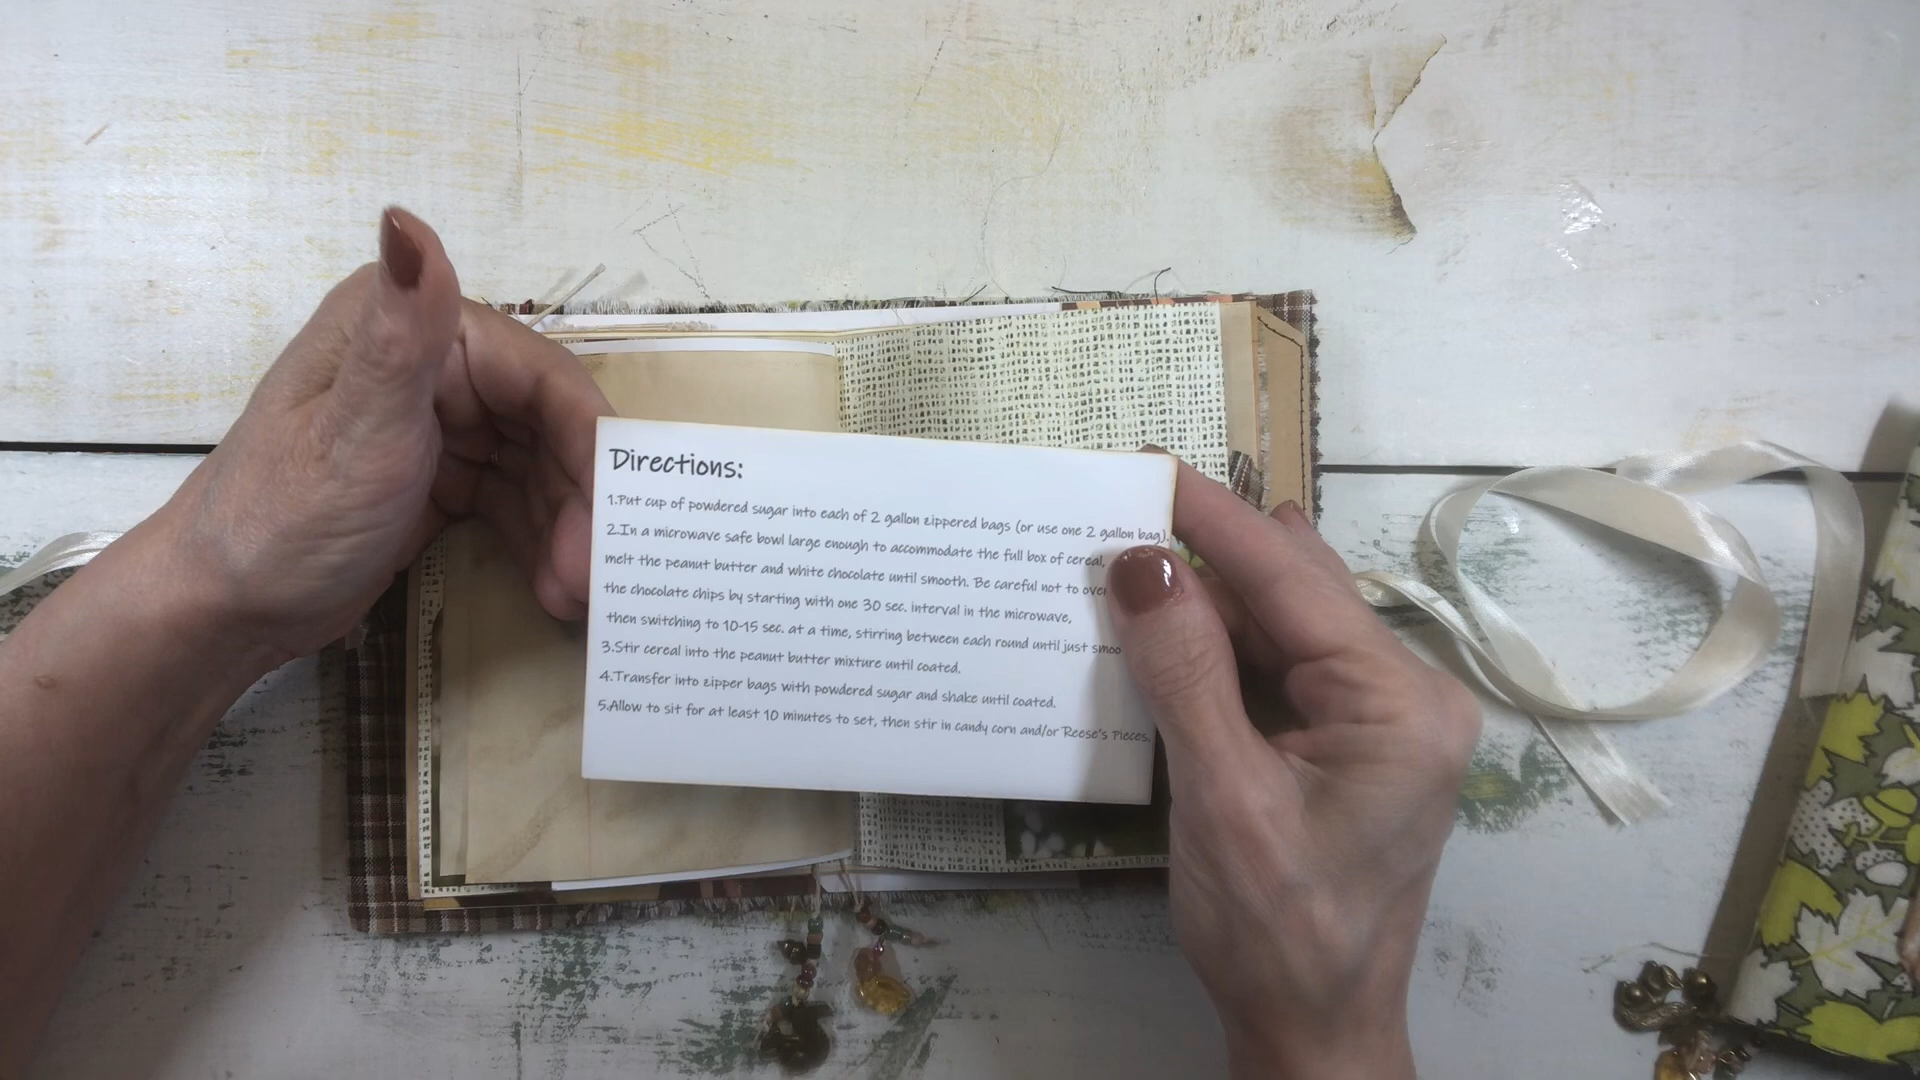 Directions:
1.Put cup of powdered sugar into each of 2 gallon zippered bags (or use one 2 gallon bag).
2.In a microwave safe bowl large enough to accommodate the full box of cereal,
melt the peanut butter and white chocolate until smooth. Be careful not to
the chocolate chips by starting with one 30 sec. interval in the microwave,
then switching to 10-15 sec. at a time, stirring between each round until just
3.Stir cereal into the peanut butter mixture until coated.
4.Transfer into zipper bags with powdered sugar and shake until coated.
5.Allow to sit for at least 10 minutes to set, then stir in candy corn and/or Reese's Pieces.